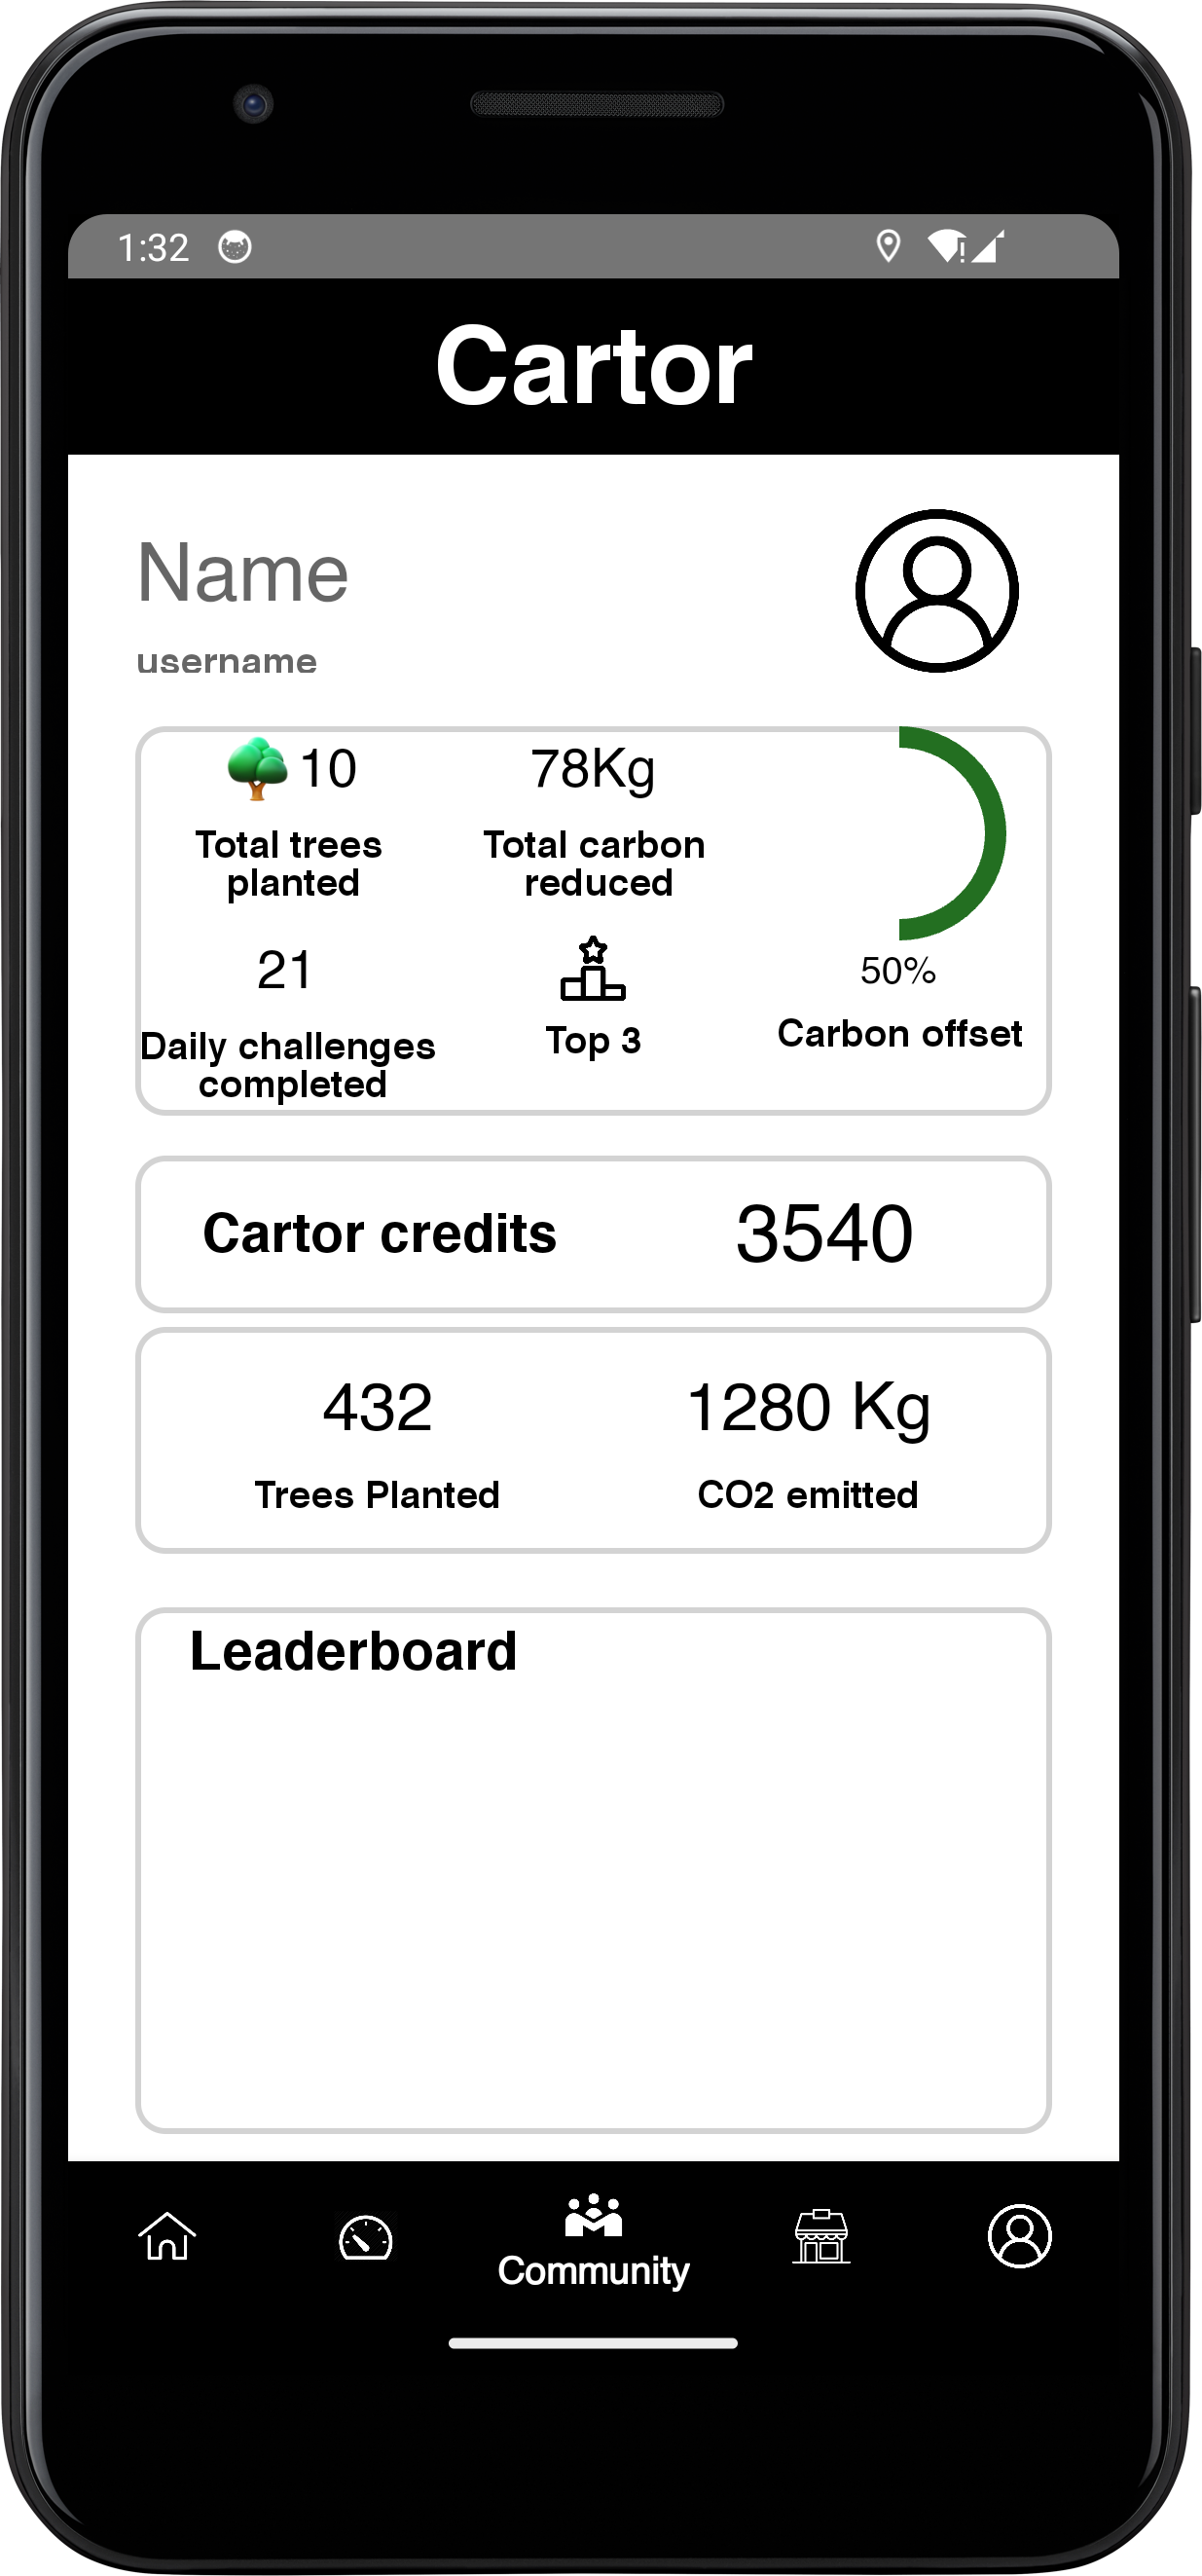 1:32
Cartor
Name
username
10
Total trees
planted
78Kg
Total carbon
reduced
21
Daily challenges
completed
Top 3
50%
Carbon offset
Cartor credits
3540
432
Trees Planted
1280 Kg
CO2 emitted
Leaderboard
Community